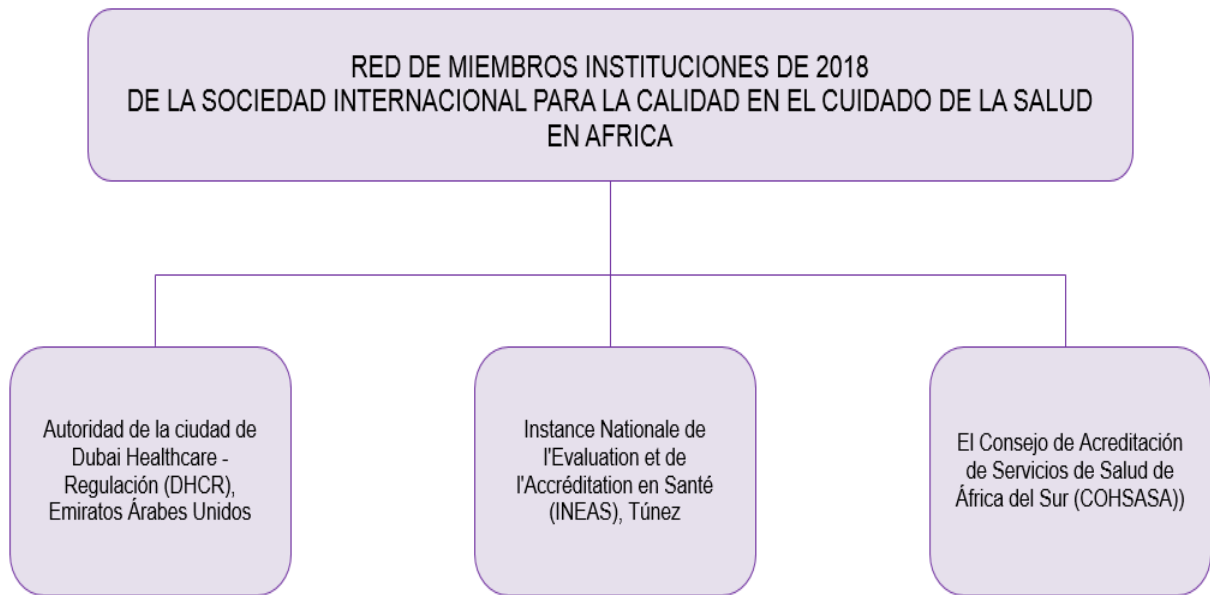 RED DE MIEMBROS INSTITUCIONES DE 2018
DE LA SOCIEDAD INTERNACIONAL PARA LA CALIDAD EN EL CUIDADO DE LA SALUD
EN AFRICA
Autoridad de la ciudad de
Dubai Healthcare -
Regulación (DHCR),
Emiratos Árabes Unidos
Instance Nationale de
l'Evaluation et de
l'Accréditation en Santé
(INEAS), Túnez
El Consejo de Acreditación
de Servicios de Salud de
África del Sur (COHSASA))